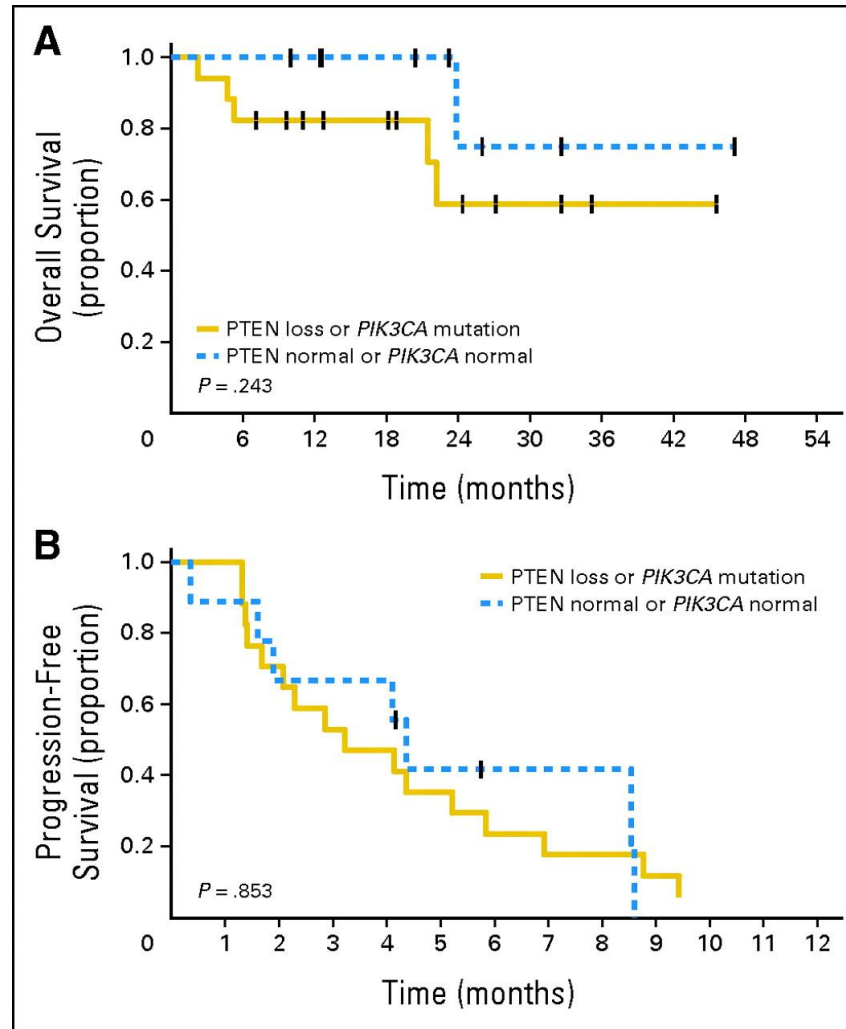 A
Overall Survival
(proportion)
1.0
0.8
0.6
0.4
0.2
0
PTEN loss or PIK3CA mutation
PTEN normal or PIK3CA normal
P = .243
6 12 18 24 30 36 42 48 54
Time (months)
B
Progression-Free
Survival (proportion)
1.0
0.8
0.6
0.4
0.2
0
PTEN loss or PIK3CA mutation
PTEN normal or PIK3CA normal
P = .853
1 2 3 4 5 6 7 8 9 10 11 12
Time (months)